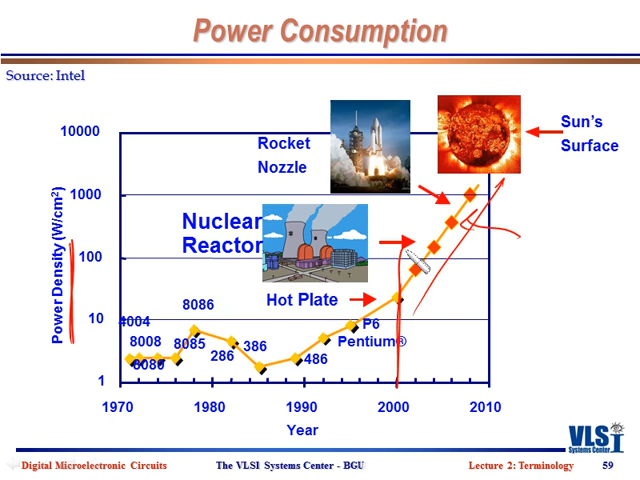 Power Consumption
Source: Intel
10000
1000
100
10
1
Power Density (W/cm2)
Rocket
Nozzle
Sun's
Surface
Nuclear
Reactor
Hot Plate
4004
8008
8080
8085
8086
286
386
486
P6
Pentium®
1970
1980
1990
2000
2010
Year
VLSI
Systems Center
Digital Microelectronic Circuits
The VLSI Systems Center - BGU
Lecture 2: Terminology
59